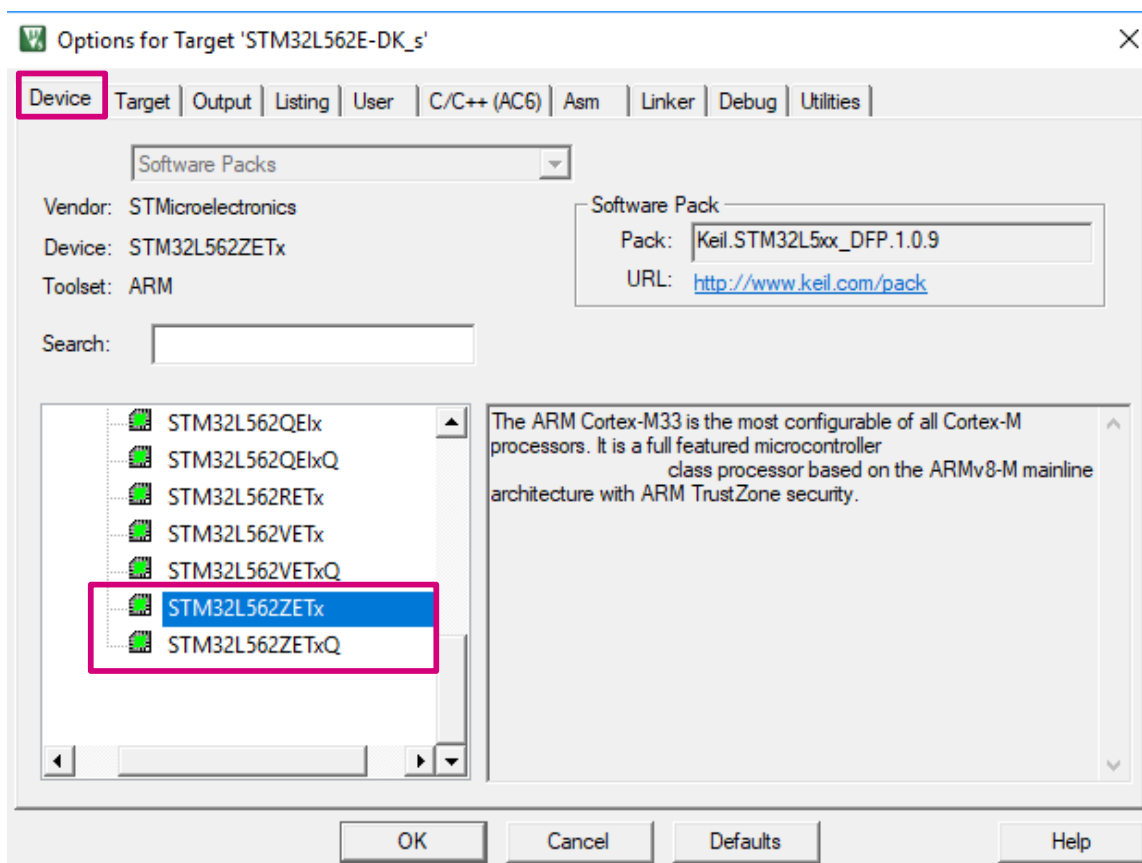 Options for Target 'STM32L562E-DK_s'
Device Target Output Listing User C/C++ (AC6) Asm Linker Debug Utilities
Software Packs
Vendor: STMicroelectronics
Device: STM32L562ZETx
Toolset: ARM
Software Pack
Pack: Keil.STM32L5xx_DFP.1.0.9
URL: http://www.keil.com/pack
Search:
STM32L562QEIx
STM32L562QEIxQ
STM32L562RETx
STM32L562VETx
STM32L562VETxQ
STM32L562ZETx
STM32L562ZETxQ
The ARM Cortex-M33 is the most configurable of all Cortex-M
processors. It is a full featured microcontroller
class processor based on the ARMv8-M mainline
architecture with ARM TrustZone security.
OK Cancel Defaults Help